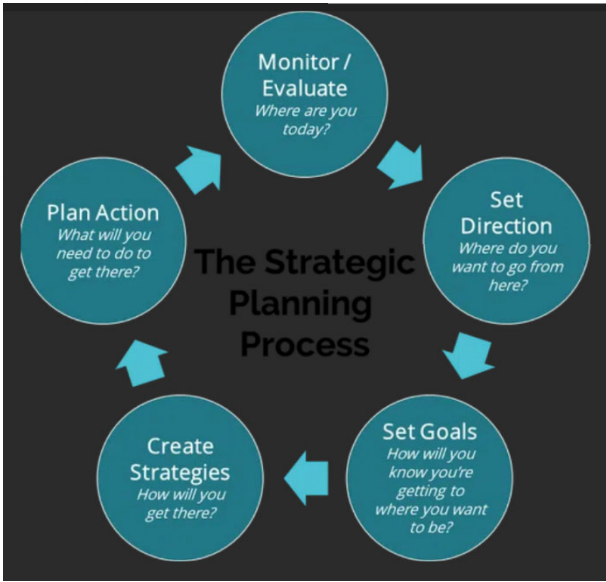 Monitor /
Evaluate
Where are you
today?
Set
Direction
Where do you
want to go from
here?
Set Goals
How will you
know you're
getting to
where you want
to be?
Create
Strategies
How will you
get there?
Plan Action
What will you
need to do to
get there?
The Strategic
Planning
Process